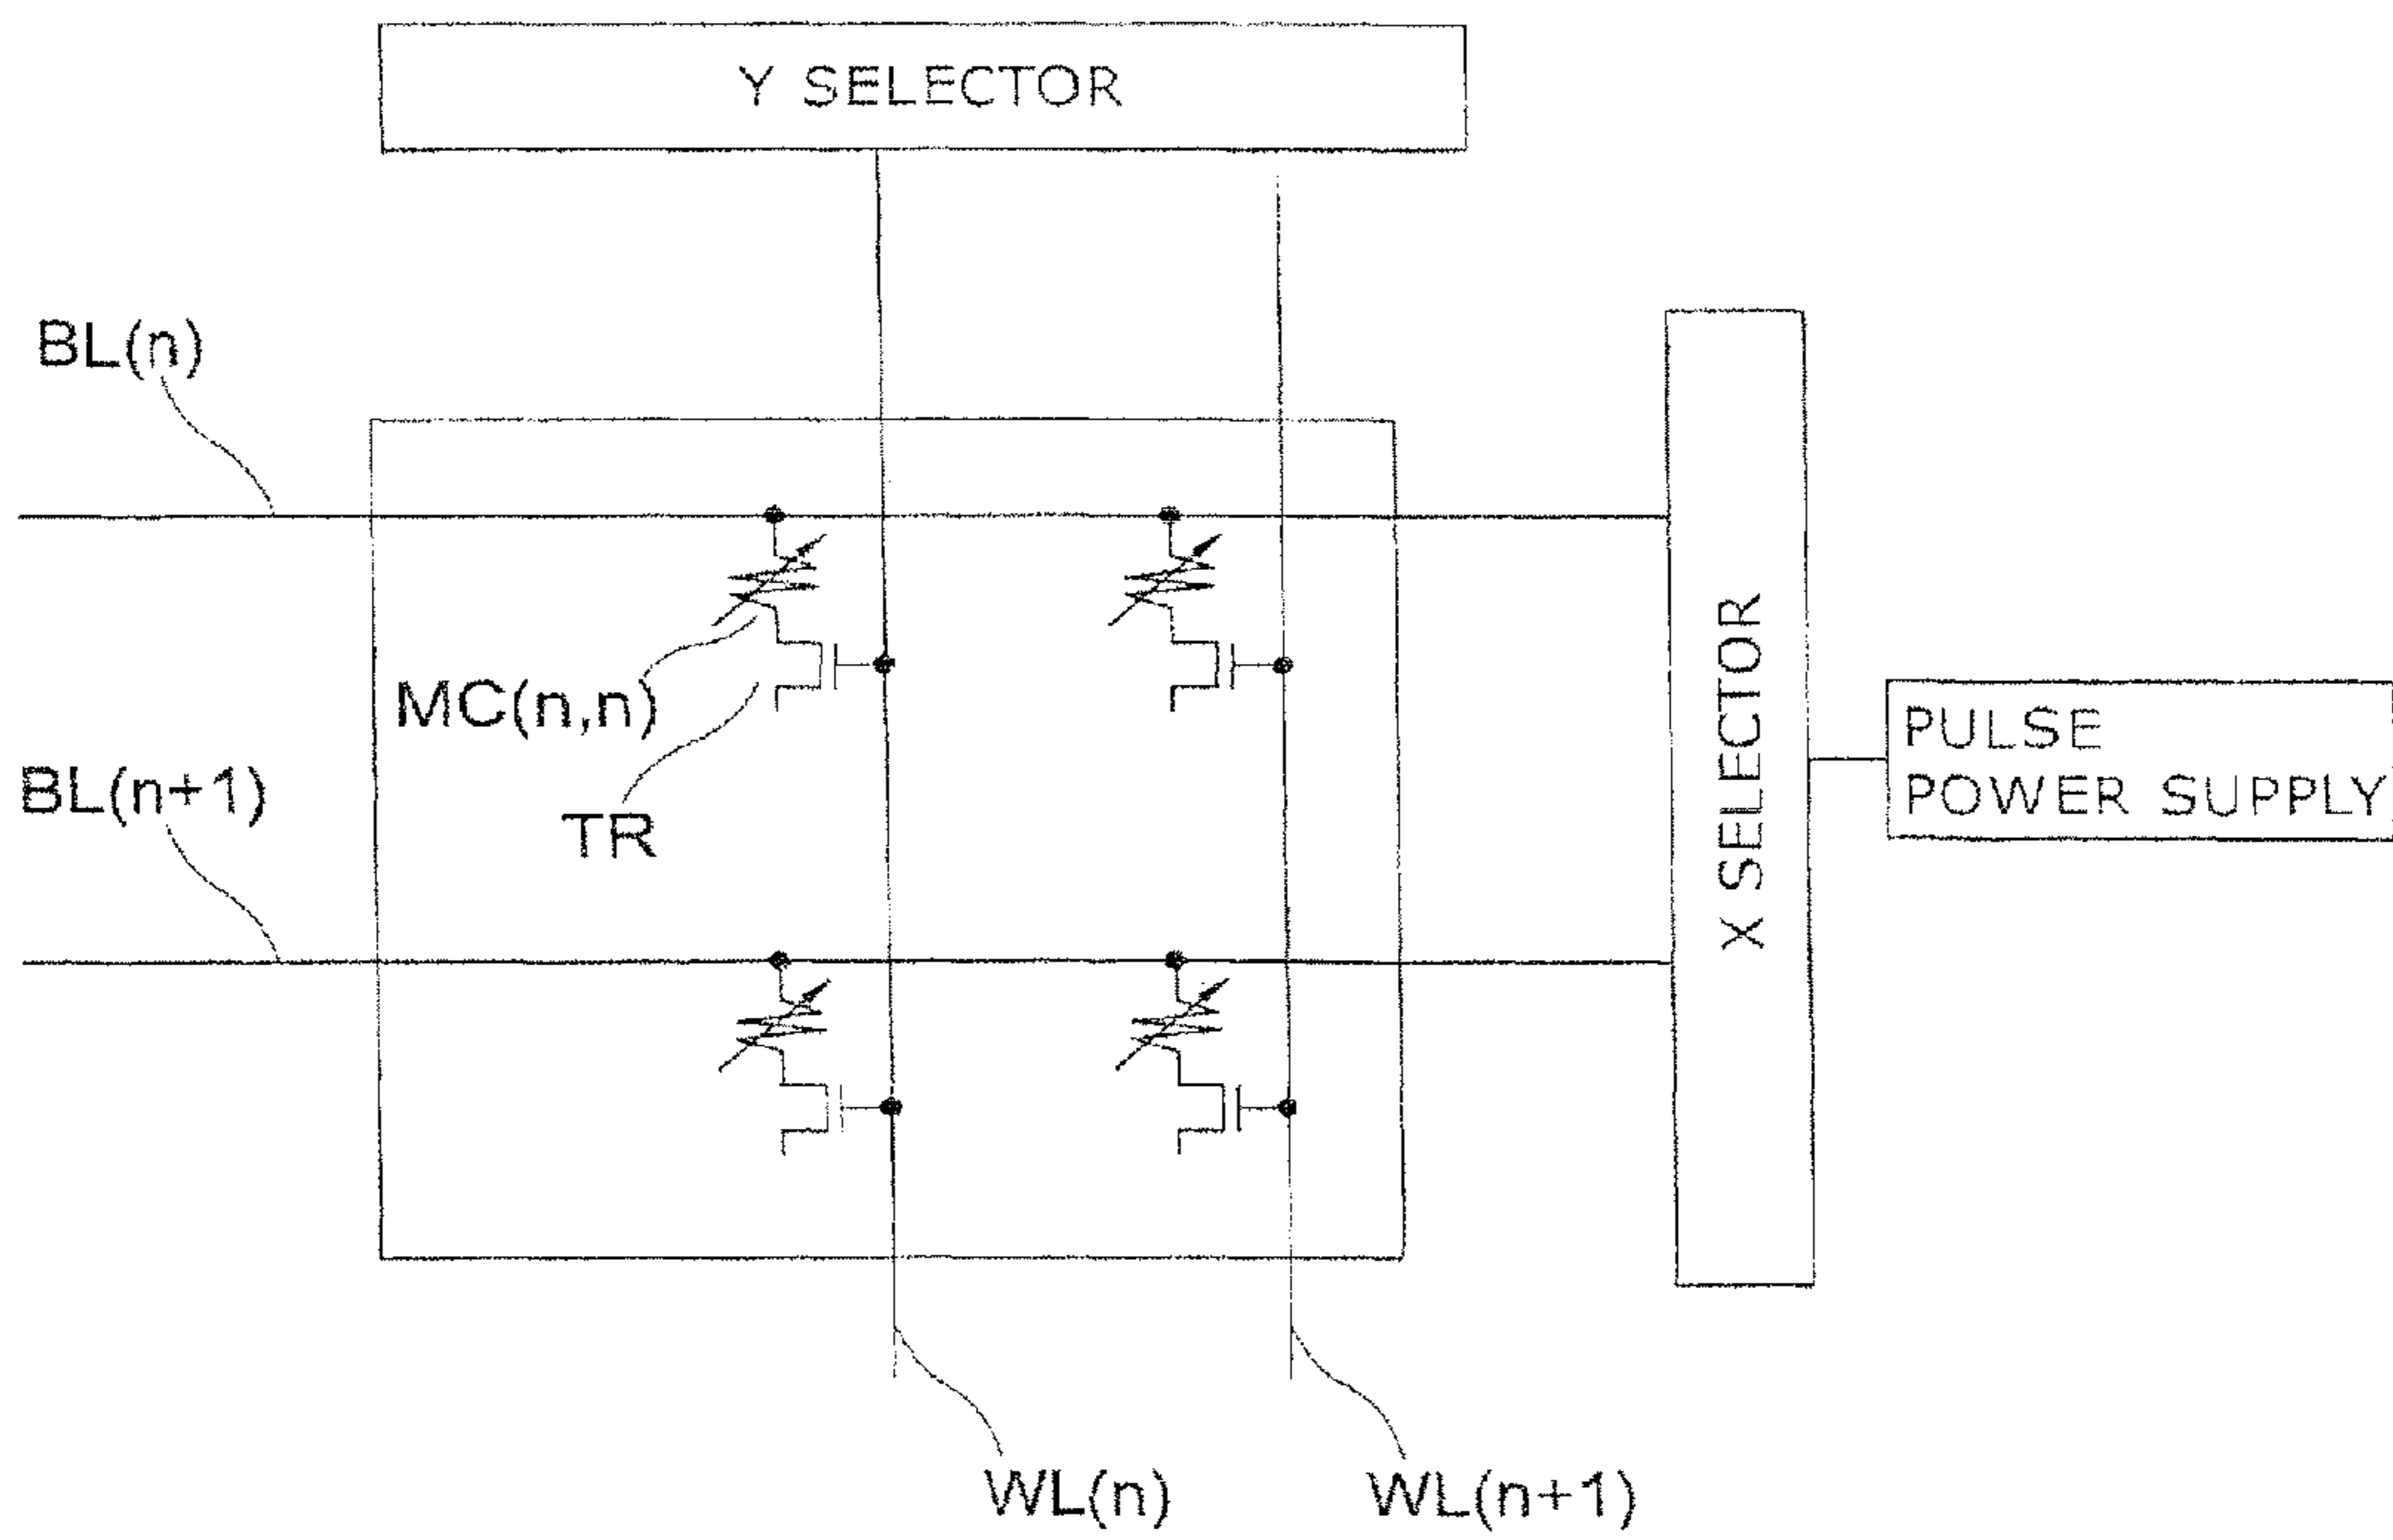 Y SELECTOR
BL(n)
MC(n,n)
TR
BL(n+1)
X SELECTOR
PULSE
POWER SUPPLY
WL(n)
WL(n+1)